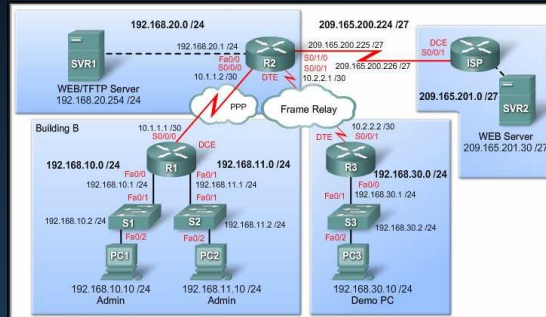 192.168.20.0 /24
209.165.200.224 /27
SVR1
192.168.20.1 /24
Fa0/0
S0/0/0
R2
209.165.200.225 /27
S0/1/0
S0/0/1
209.165.200.226 /27
DCE
S0/0/1
ISP
WEB/TFTP Server
192.168.20.254 /24
10.1.1.2 /30
DTE
10.2.2.1 /30
209.165.201.0 /27
SVR2
PPP
Frame Relay
WEB Server
209.165.201.30 /27
Building B
10.1.1.1 /30
S0/0/0
DCE
10.2.2.2 /30
DTE
S0/0/1
192.168.10.0 /24
192.168.11.0 /24
192.168.30.0 /24
Fa0/0
R1
Fa0/1
R3
Fa0/0
192.168.10.1 /24
192.168.11.1 /24
192.168.30.1 /24
Fa0/1
Fa0/1
Fa0/1
192.168.10.2 /24
S1
S2
192.168.11.2 /24
S3
192.168.30.2 /24
Fa0/2
Fa0/2
Fa0/2
PC1
PC2
PC3
192.168.10.10 /24
192.168.11.10 /24
192.168.30.10 /24
Admin
Admin
Demo PC